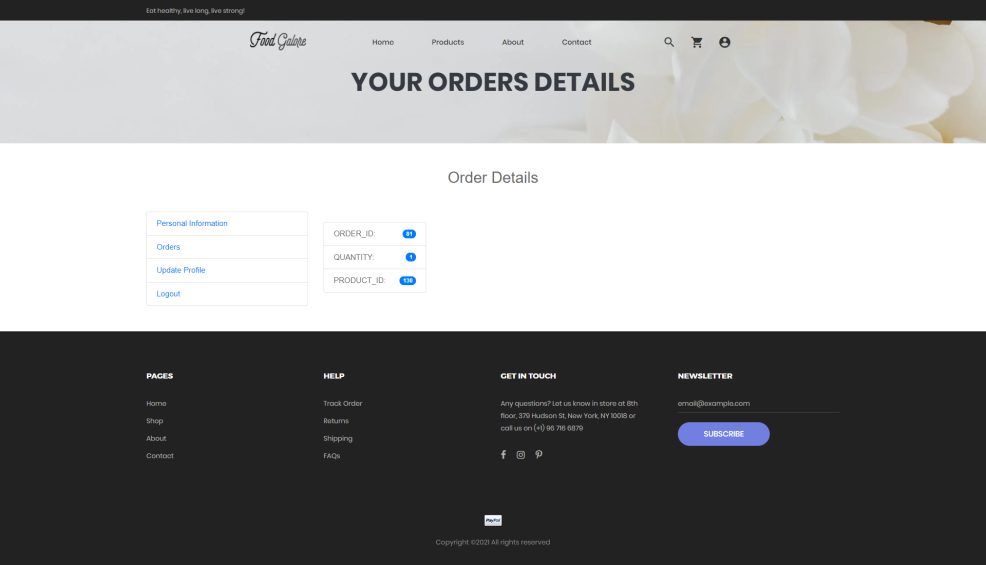 Eat healthy, live long, live strong!
Food Galore
Home
Products
About
Contact
YOUR ORDERS DETAILS
Order Details
Personal Information
Orders
Update Profile
Logout
ORDER_ID: 81
QUANTITY: 1
PRODUCT_ID: 136
PAGES
Home
Shop
About
Contact
HELP
Track Order
Returns
Shipping
FAQs
GET IN TOUCH
Any questions? Let us know in store at 8th
floor, 379 Hudson St, New York, NY 10018 or
call us on (+1) 96 716 6879
NEWSLETTER
email@example.com
SUBSCRIBE
PayPal
Copyright ©2021 All rights reserved